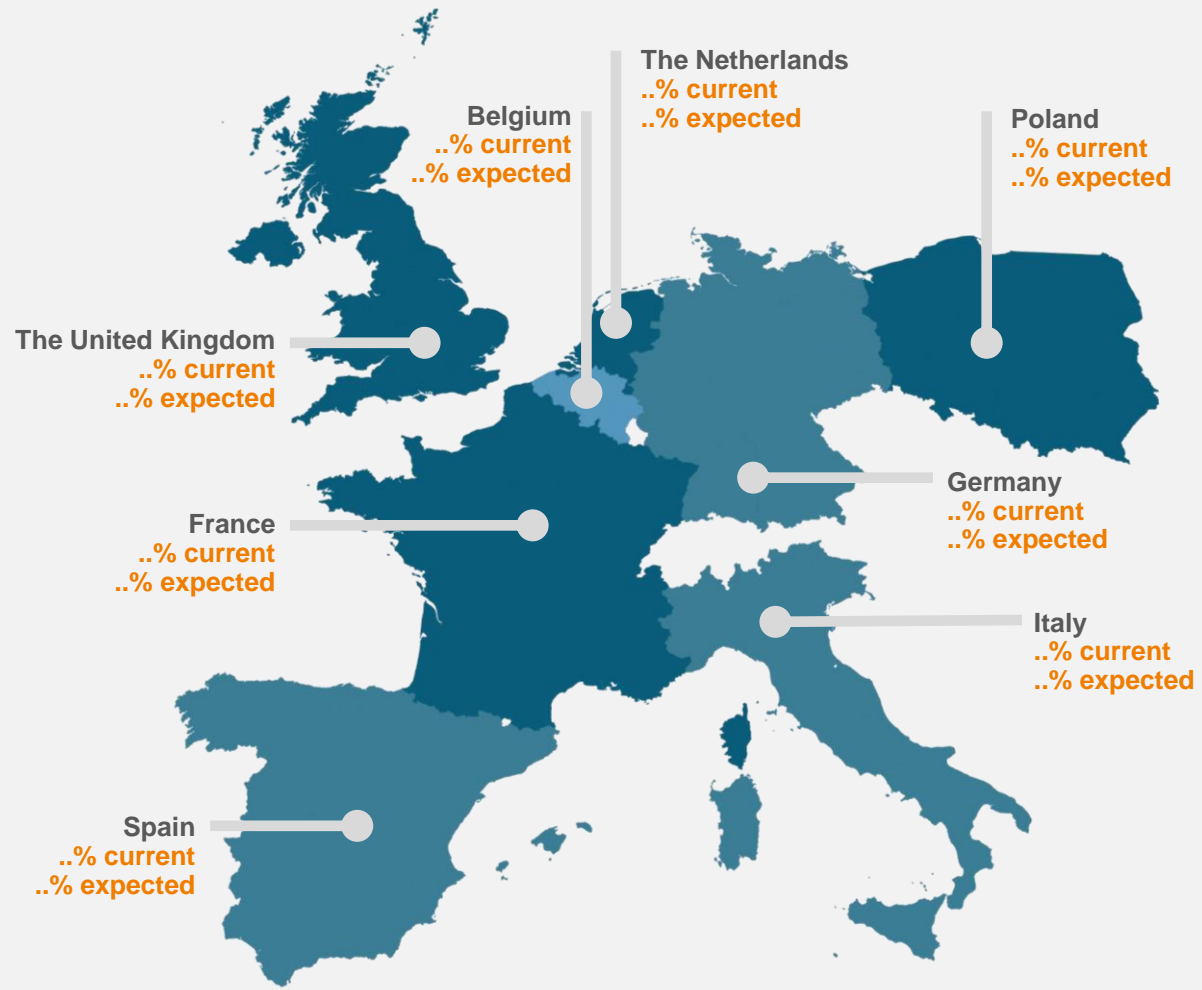 The Netherlands
..% current
..% expected
Belgium
..% current
..% expected
Poland
..% current
..% expected
The United Kingdom
..% current
..% expected
Germany
..% current
..% expected
France
..% current
..% expected
Italy
..% current
..% expected
Spain
..% current
..% expected